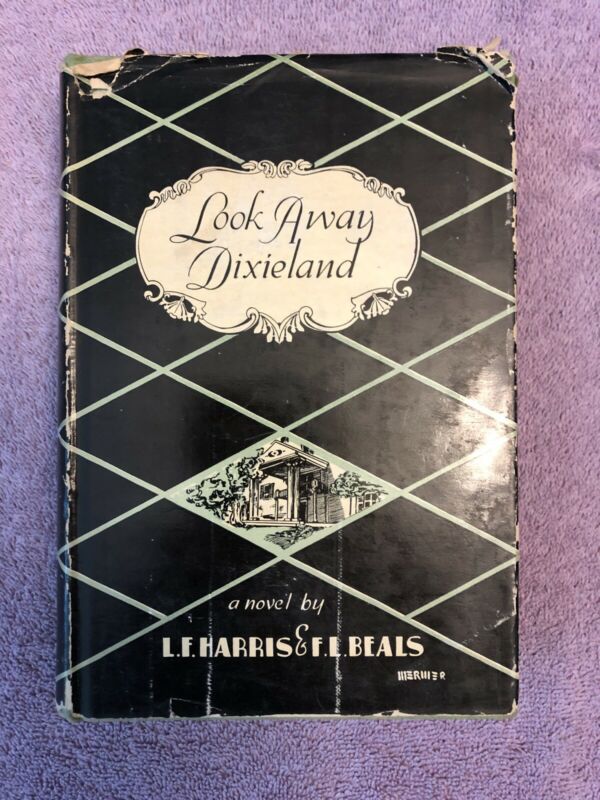 Look Away
Dixieland
a novel by
L.F. HARRIS & F.L. BEALS